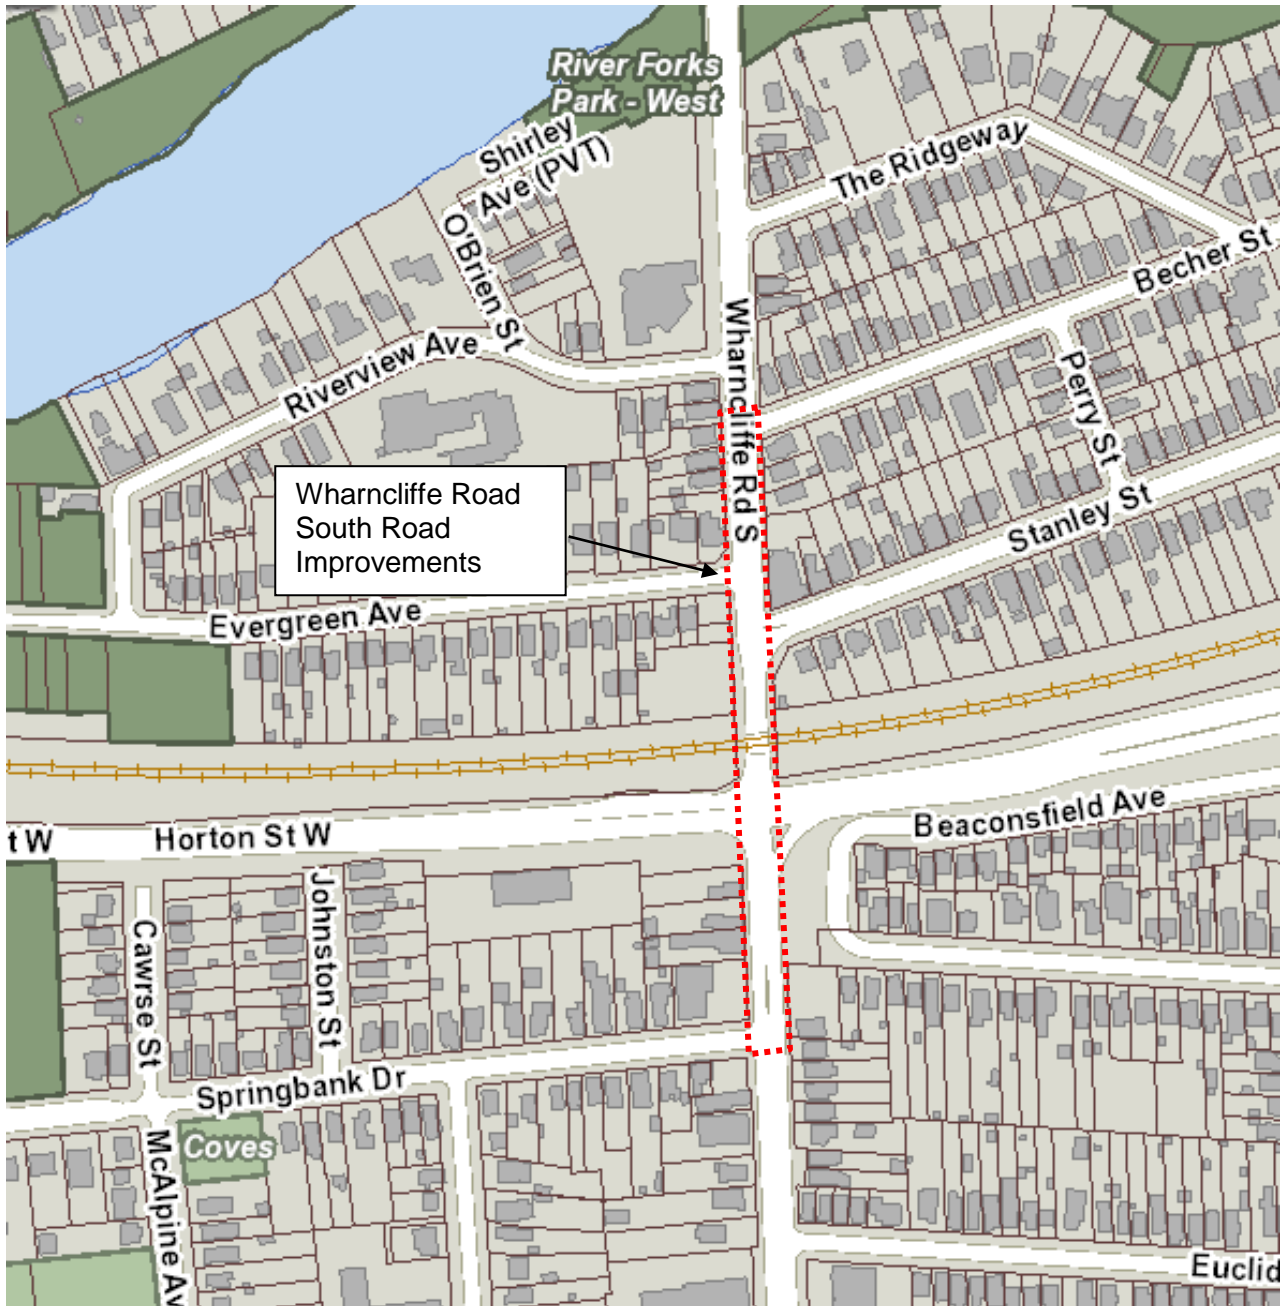 River Forks
Park - West
Shirley
Ave (PVT)
The Ridgeway
O'Brien St
Becher St
Wharncliffe Rd S
Riverview Ave
Perry St
Wharncliffe Road
South Road
Improvements
Stanley St
Evergreen Ave
Beaconsfield Ave
t W
Horton St W
Johnston St
Cawrse St
Springbank Dr
Coves
McAlpine Av
Euclid